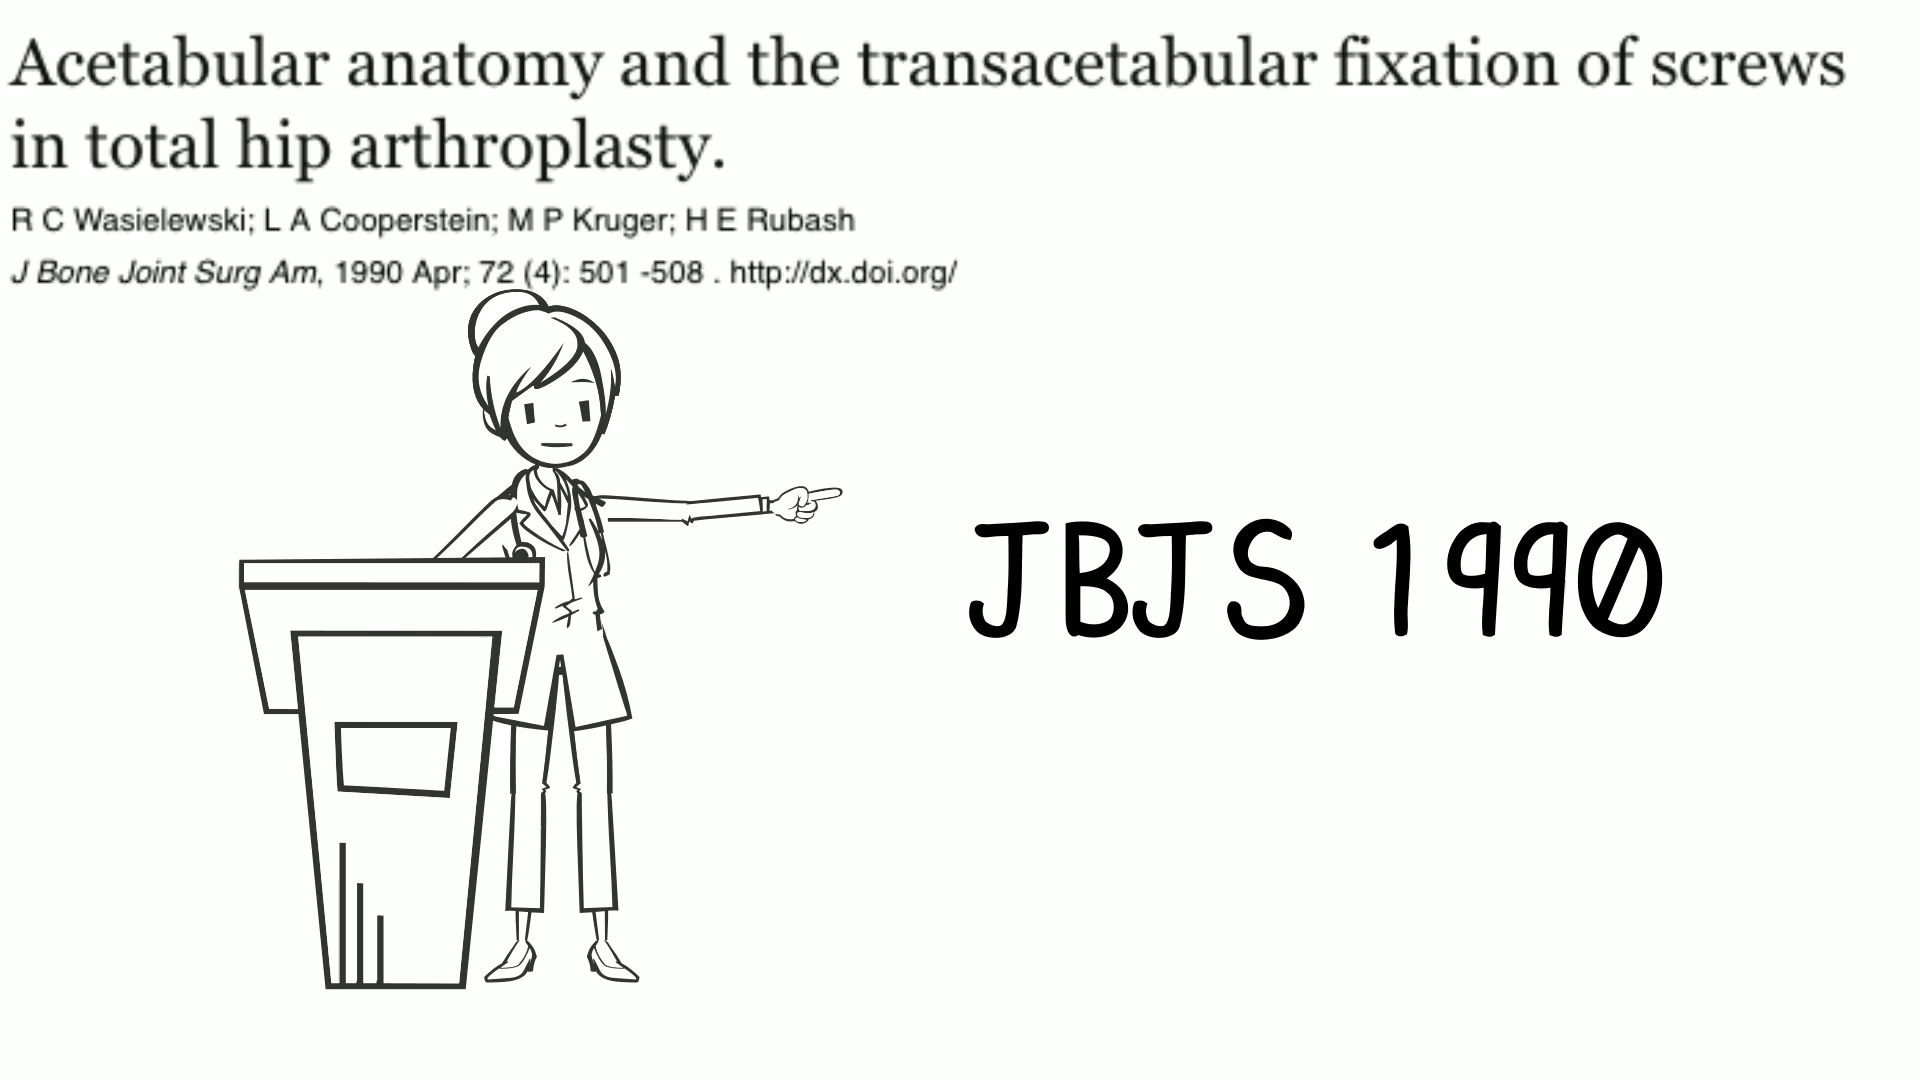 Acetabular anatomy and the transacetabular fixation of screws
in total hip arthroplasty.
R C Wasielewski; L A Cooperstein; M P Kruger; H E Rubash
J Bone Joint Surg Am, 1990 Apr; 72 (4): 501 -508 . http://dx.doi.org/
JBJS 1990